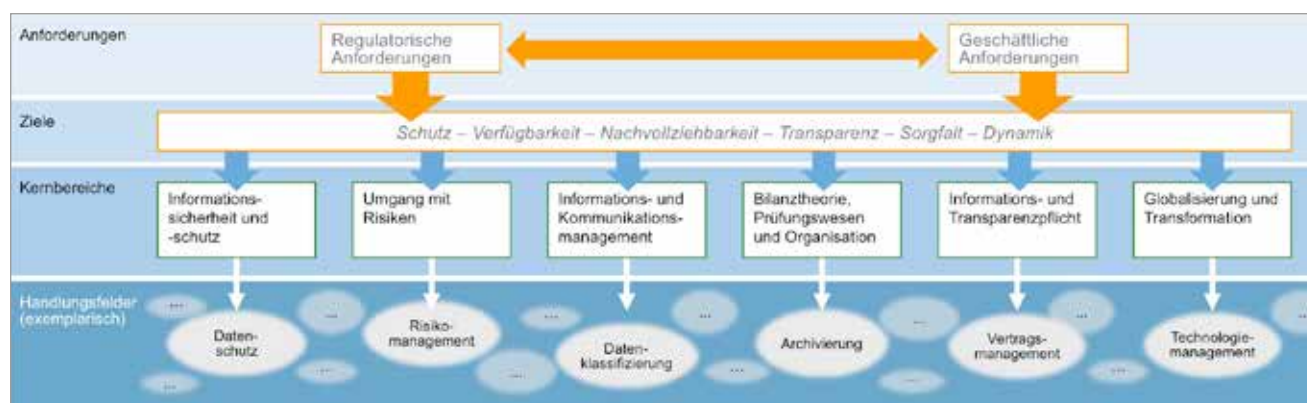 Anforderungen
Regulatorische
Anforderungen
Geschäftliche
Anforderungen
Ziele
Schutz – Verfügbarkeit – Nachvollziehbarkeit – Transparenz – Sorgfalt – Dynamik
Kernbereiche
Informations-
sicherheit und
-schutz
Umgang mit
Risiken
Informations- und
Kommunikations-
management
Bilanztheorie,
Prüfungswesen
und Organisation
Informations- und
Transparenzpflicht
Globalisierung und
Transformation
Handlungsfelder
(exemplarisch)
...
...
...
...
...
...
...
...
...
...
...
...
...
Daten-
schutz
Risiko-
management
Daten-
klassifizierung
Archivierung
Vertrags-
management
Technologie-
management